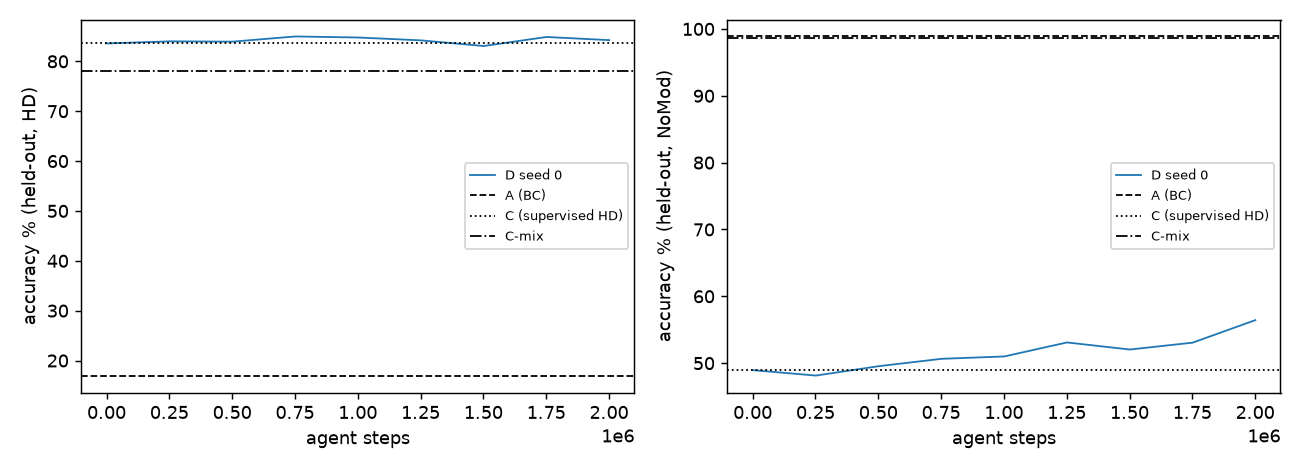 accuracy % (held-out, HD)
80
70
60
50
40
30
20
D seed 0
A (BC)
C (supervised HD)
C-mix
0.00 0.25 0.50 0.75 1.00 1.25 1.50 1.75 2.00
1e6
agent steps
accuracy % (held-out, NoMod)
100
90
80
70
60
50
D seed 0
A (BC)
C (supervised HD)
C-mix
0.00 0.25 0.50 0.75 1.00 1.25 1.50 1.75 2.00
1e6
agent steps